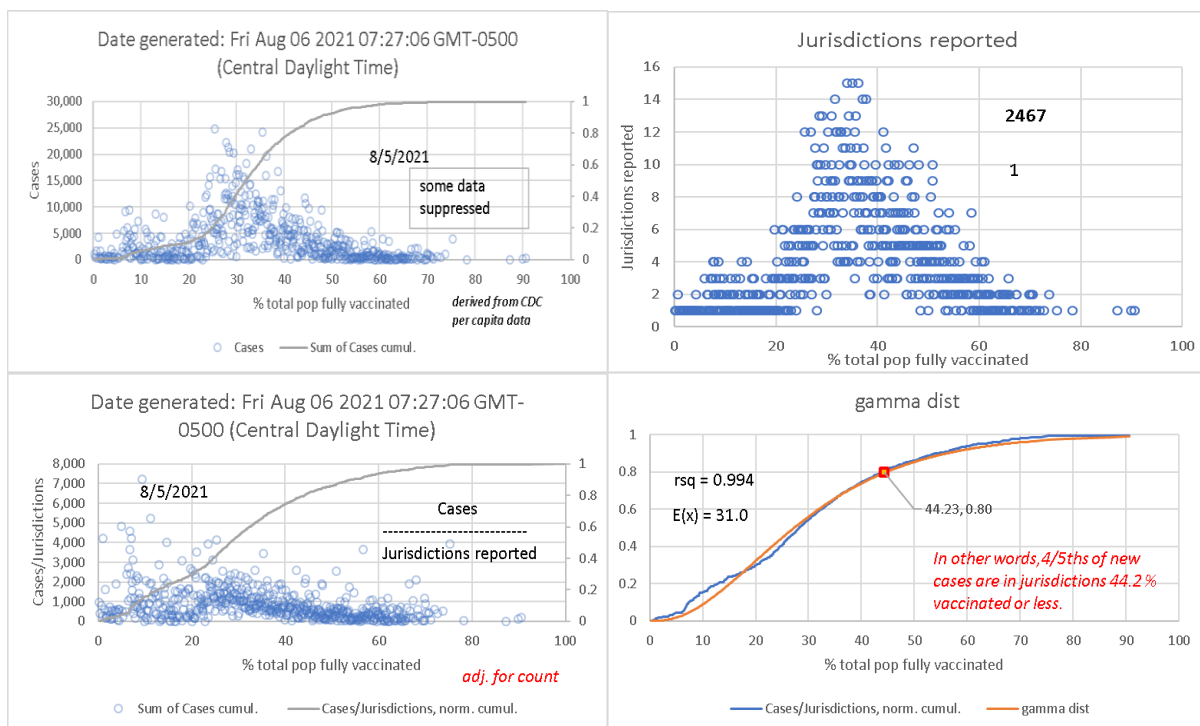 Date generated: Fri Aug 06 2021 07:27:06 GMT-0500
(Central Daylight Time)
30,000
25,000
20,000
15,000
10,000
5,000
0
1
0.8
0.6
0.4
0.2
0
Cases
8/5/2021
some data
suppressed
0 10 20 30 40 50 60 70 80 90 100
% total pop fully vaccinated
derived from CDC
per capita data
Cases
Sum of Cases cumul.
Jurisdictions reported
16
14
12
10
8
6
4
2
0
Jurisdictions reported
2467
1
0 20 40 60 80 100
% total pop fully vaccinated
Date generated: Fri Aug 06 2021 07:27:06 GMT-
0500 (Central Daylight Time)
8,000
7,000
6,000
5,000
4,000
3,000
2,000
1,000
0
1
0.8
0.6
0.4
0.2
0
Cases/Jurisdictions
8/5/2021
Cases
-----------------------
Jurisdictions reported
0 20 40 60 80 100
% total pop fully vaccinated
adj. for count
Sum of Cases cumul.
Cases/Jurisdictions, norm. cumul.
gamma dist
1
0.8
0.6
0.4
0.2
0
rsq = 0.994
E(x) = 31.0
44.23, 0.80
In other words, 4/5ths of new
cases are in jurisdictions 44.2 %
vaccinated or less.
0 10 20 30 40 50 60 70 80 90 100
% total pop fully vaccinated
Cases/Jurisdictions, norm. cumul.
gamma dist